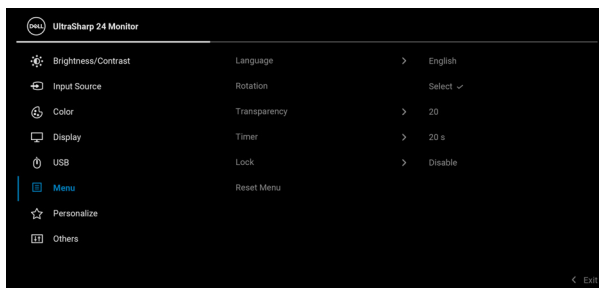 DELL UltraSharp 24 Monitor
Brightness/Contrast Language > English
Input Source Rotation Select ✓
Color Transparency > 20
Display Timer > 20 s
USB Lock > Disable
Menu Reset Menu
Personalize
Others
< Exit